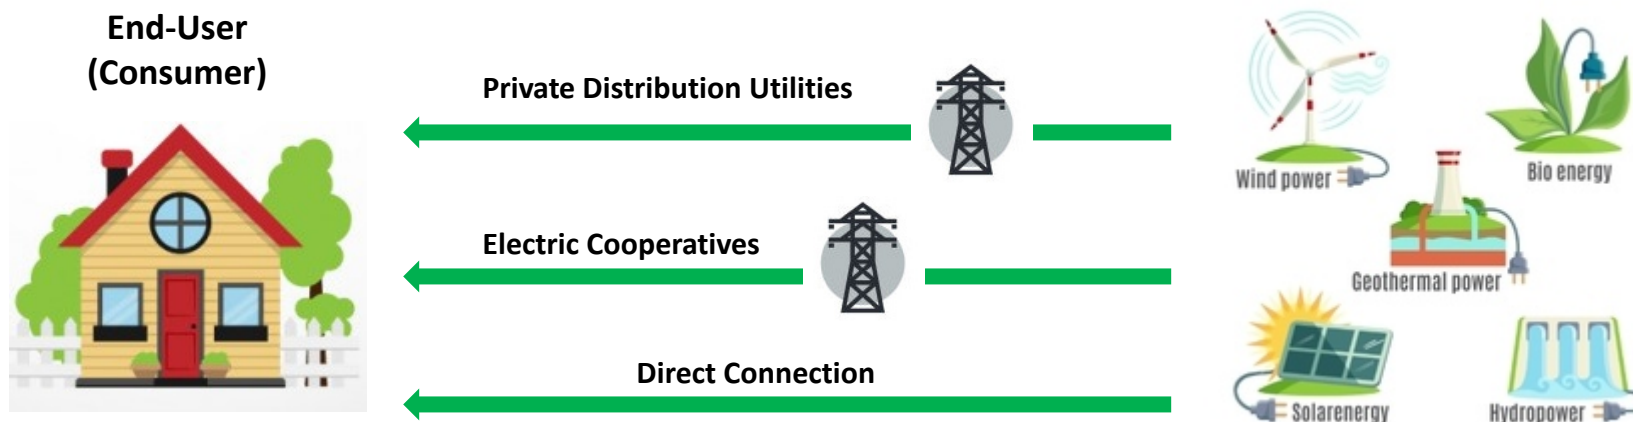 End-User
(Consumer)
Private Distribution Utilities
Electric Cooperatives
Direct Connection
Wind power
Bio energy
Geothermal power
Solarenergy
Hydropower